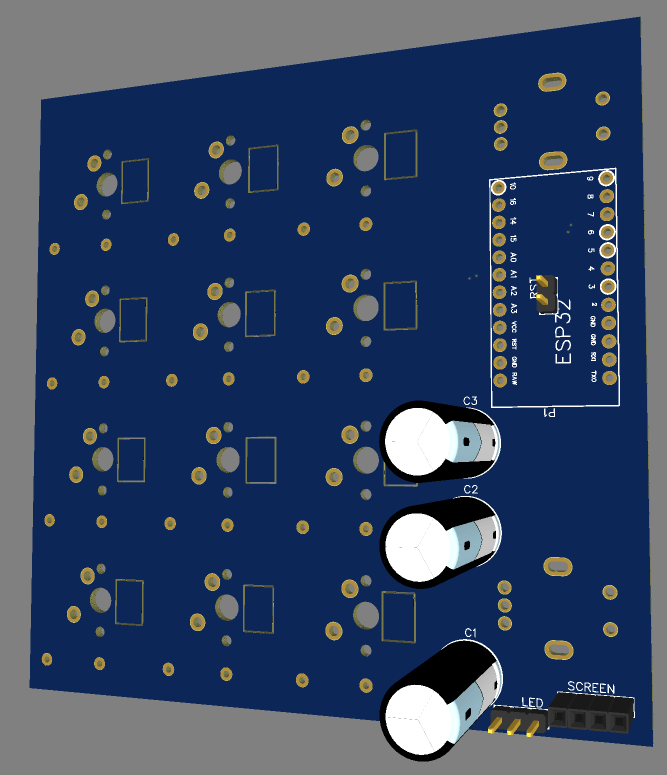 10
16
14
15
A0
A1
A2
A3
VCC
RST
GND
RAW
9
8
7
6
5
4
3
2
GND
GND
RX1
TX0
RST
ESP32
P1
C3
C2
C1
LED
SCREEN